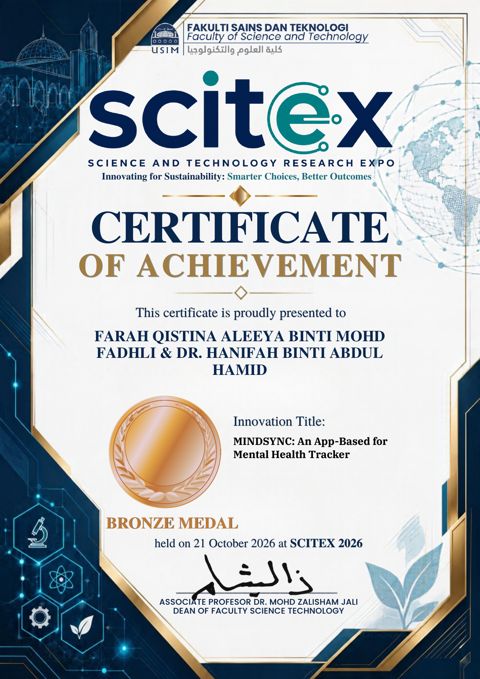 FAKULTI SAINS DAN TEKNOLOGI
Faculty of Science and Technology
كلية العلوم والتكنولوجيا
USIM
scitex
SCIENCE AND TECHNOLOGY RESEARCH EXPO
Innovating for Sustainability: Smarter Choices, Better Outcomes
CERTIFICATE
OF ACHIEVEMENT
This certificate is proudly presented to
FARAH QISTINA ALEEYA BINTI MOHD
FADHLI & DR. HANIFAH BINTI ABDUL
HAMID
Innovation Title:
MINDSYNC: An App-Based for
Mental Health Tracker
BRONZE MEDAL
held on 21 October 2026 at SCITEX 2026
ASSOCIATE PROFESOR DR. MOHD ZALISHAM JALI
DEAN OF FACULTY SCIENCE TECHNOLOGY